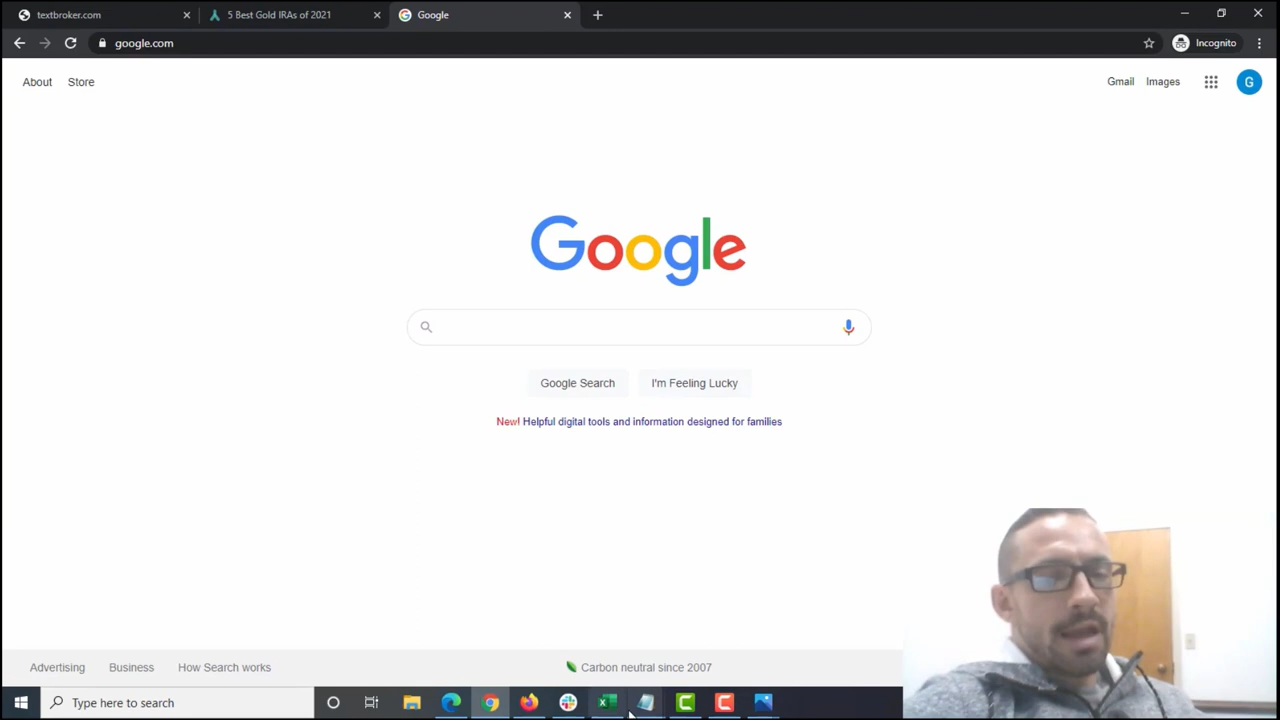 textbroker.com
5 Best Gold IRAs of 2021
Google
google.com
Incognito
About
Store
Gmail
Images
G
Google
Google Search
I'm Feeling Lucky
New! Helpful digital tools and information designed for families
Advertising
Business
How Search works
Carbon neutral since 2007
Type here to search